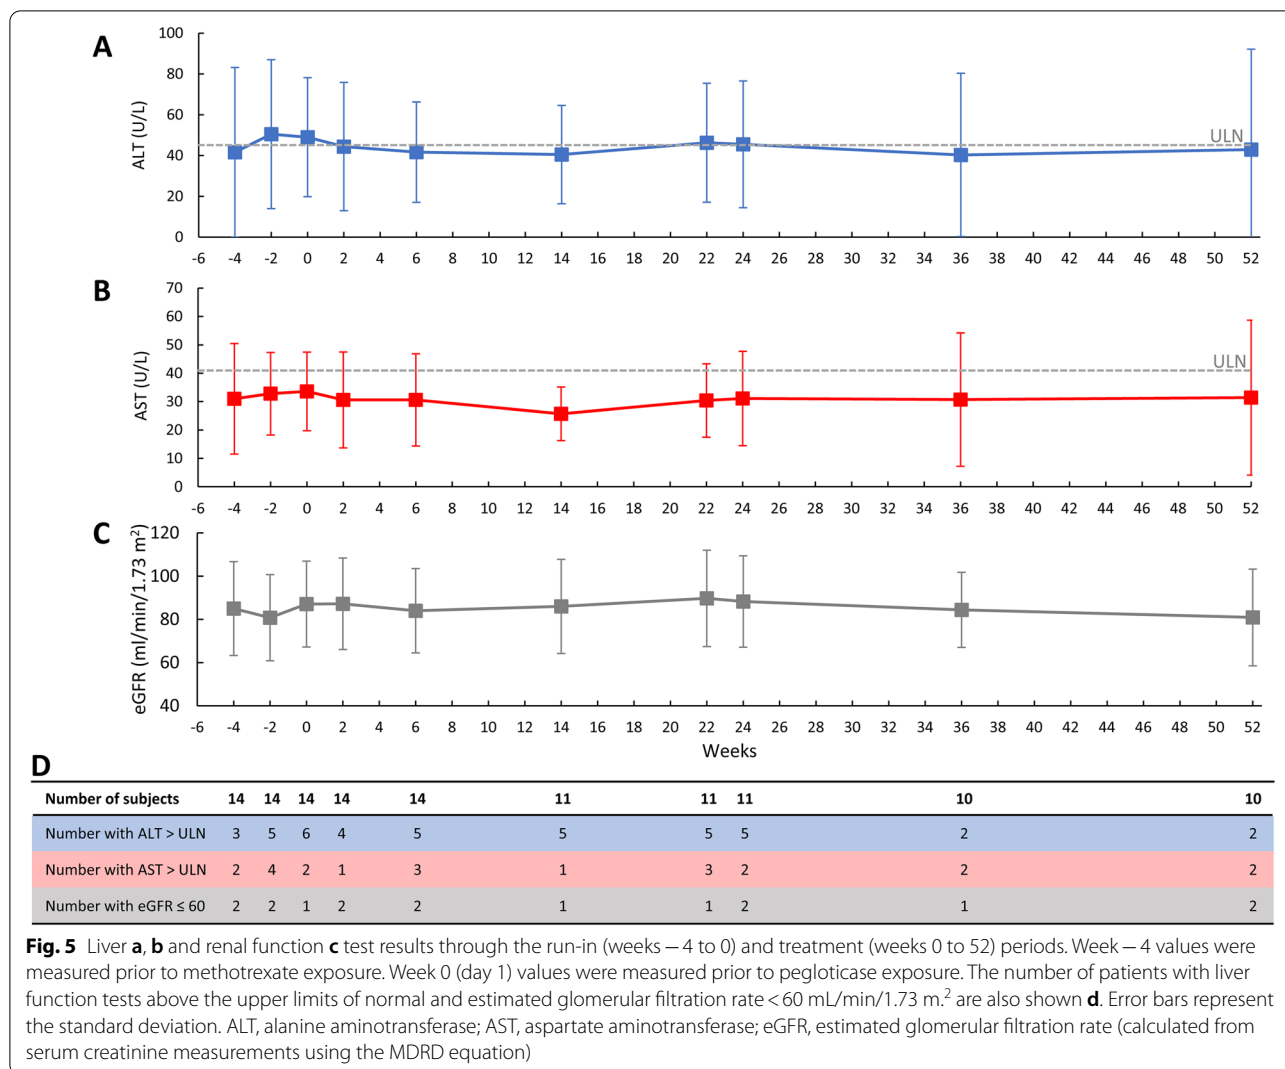 A
ALT (U/L)
100
80
60
40
20
0
ULN
-6 -4 -2 0 2 4 6 8 10 12 14 16 18 20 22 24 26 28 30 32 34 36 38 40 42 44 46 48 50 52
B
AST (U/L)
70
60
50
40
30
20
10
0
ULN
-6 -4 -2 0 2 4 6 8 10 12 14 16 18 20 22 24 26 28 30 32 34 36 38 40 42 44 46 48 50 52
C
eGFR (ml/min/1.73 m²)
120
100
80
60
40
-6 -4 -2 0 2 4 6 8 10 12 14 16 18 20 22 24 26 28 30 32 34 36 38 40 42 44 46 48 50 52
Weeks
D
Number of subjects 14 14 14 14 14 11 11 11 10 10
Number with ALT > ULN 3 5 6 4 5 5 5 5 2 2
Number with AST > ULN 2 4 2 1 3 1 3 2 2 2
Number with eGFR ≤ 60 2 2 1 2 2 1 1 2 1 2
Fig. 5 Liver a, b and renal function c test results through the run-in (weeks − 4 to 0) and treatment (weeks 0 to 52) periods. Week − 4 values were
measured prior to methotrexate exposure. Week 0 (day 1) values were measured prior to pegloticase exposure. The number of patients with liver
function tests above the upper limits of normal and estimated glomerular filtration rate < 60 mL/min/1.73 m.² are also shown d. Error bars represent
the standard deviation. ALT, alanine aminotransferase; AST, aspartate aminotransferase; eGFR, estimated glomerular filtration rate (calculated from
serum creatinine measurements using the MDRD equation)